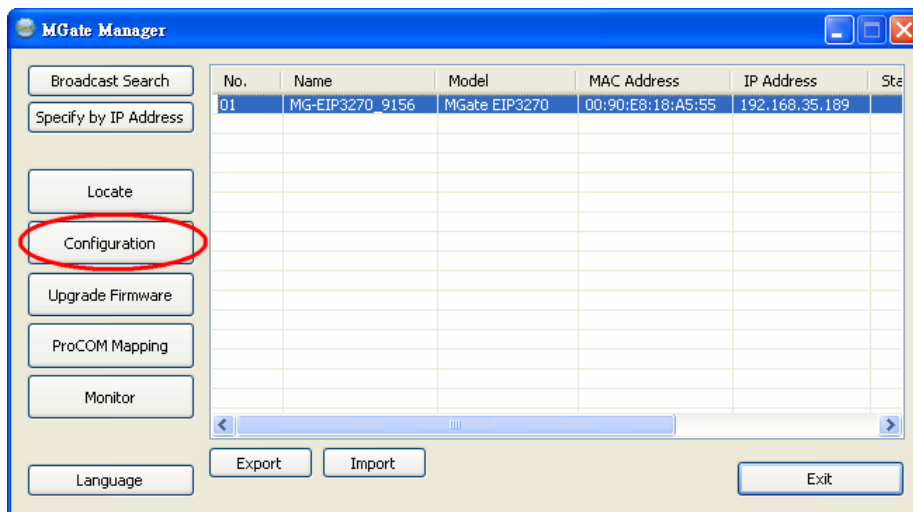 MGate Manager
Broadcast Search
Specify by IP Address
Locate
Configuration
Upgrade Firmware
ProCOM Mapping
Monitor
Language
No. Name Model MAC Address IP Address Sta
01 MG-EIP3270_9156 MGate EIP3270 00:90:E8:18:A5:55 192.168.35.189
Export Import
Exit